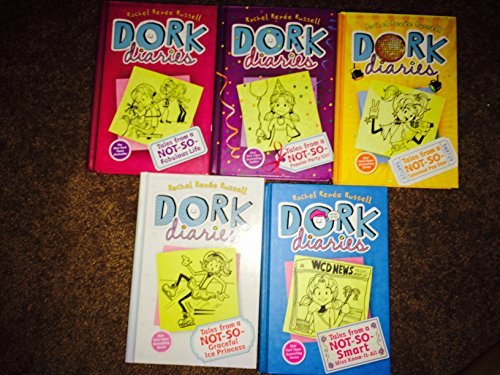 Rachel Renée Russell
DORK
diaries
Tales from a
NOT-SO-
Fabulous Life
Rachel Renée Russell
DORK
diaries
Tales from a
NOT-SO-
Popular Party Girl
Rachel Renée Russell
DORK
diaries
Tales from a
NOT-SO-
Talented Pop Star
Rachel Renée Russell
DORK
diaries
Tales from a
NOT-SO-
Graceful
Ice Princess
Rachel Renée Russell
DORK
diaries
WCD NEWS
Tales from a
NOT-SO-
Smart
Miss Know-It-All